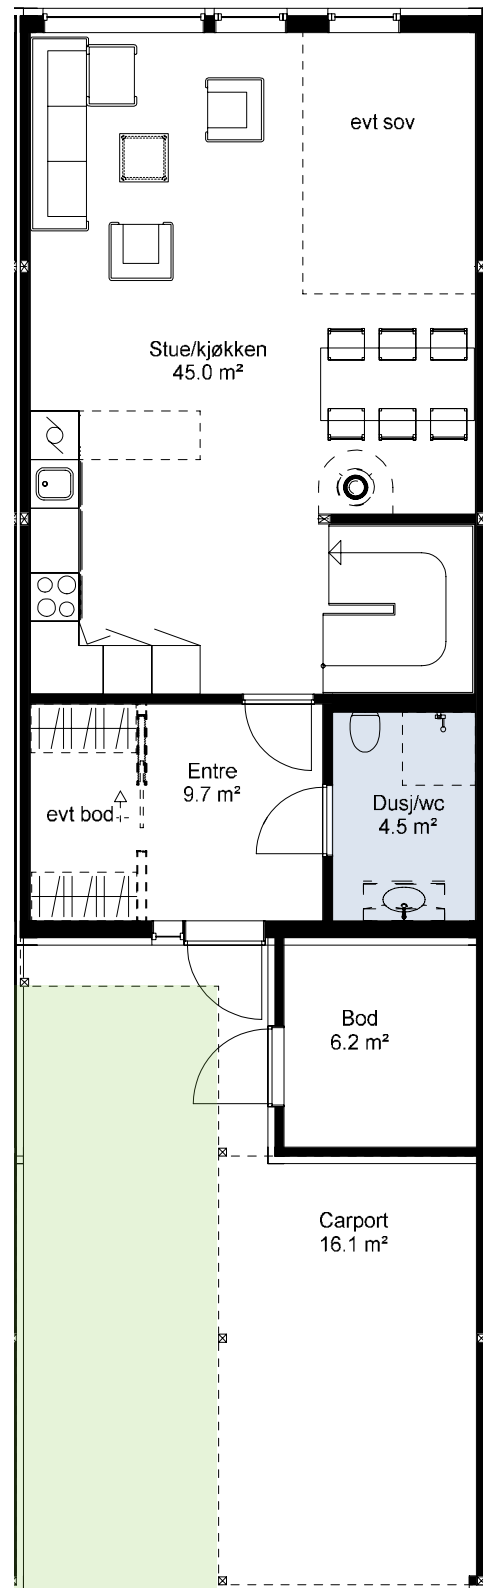 evt sov
Stue/kjøkken
45.0 m²
Entre
9.7 m²
evt bod
Dusj/wc
4.5 m²
Bod
6.2 m²
Carport
16.1 m²